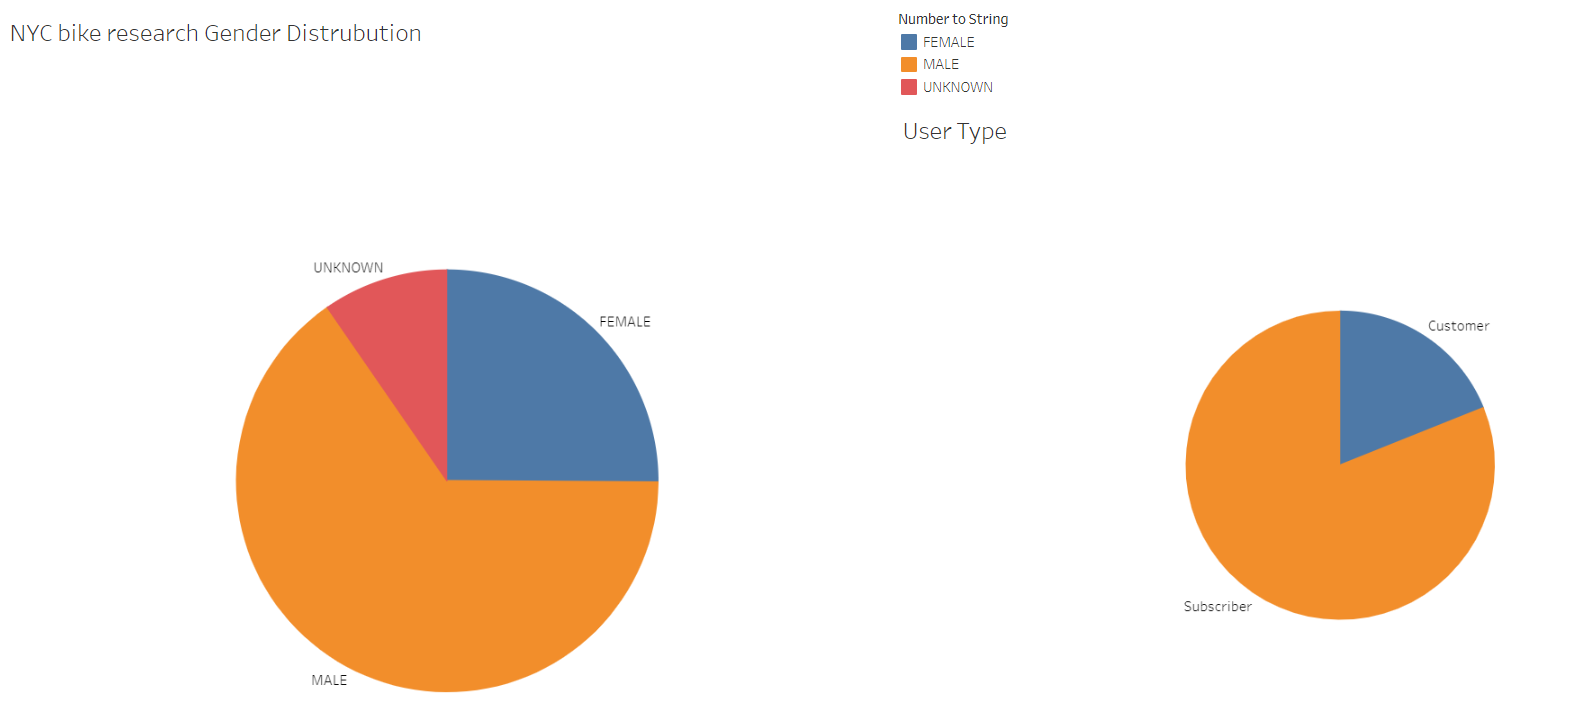 NYC bike research Gender Distrubution
Number to String
FEMALE
MALE
UNKNOWN
User Type
UNKNOWN
FEMALE
MALE
Customer
Subscriber